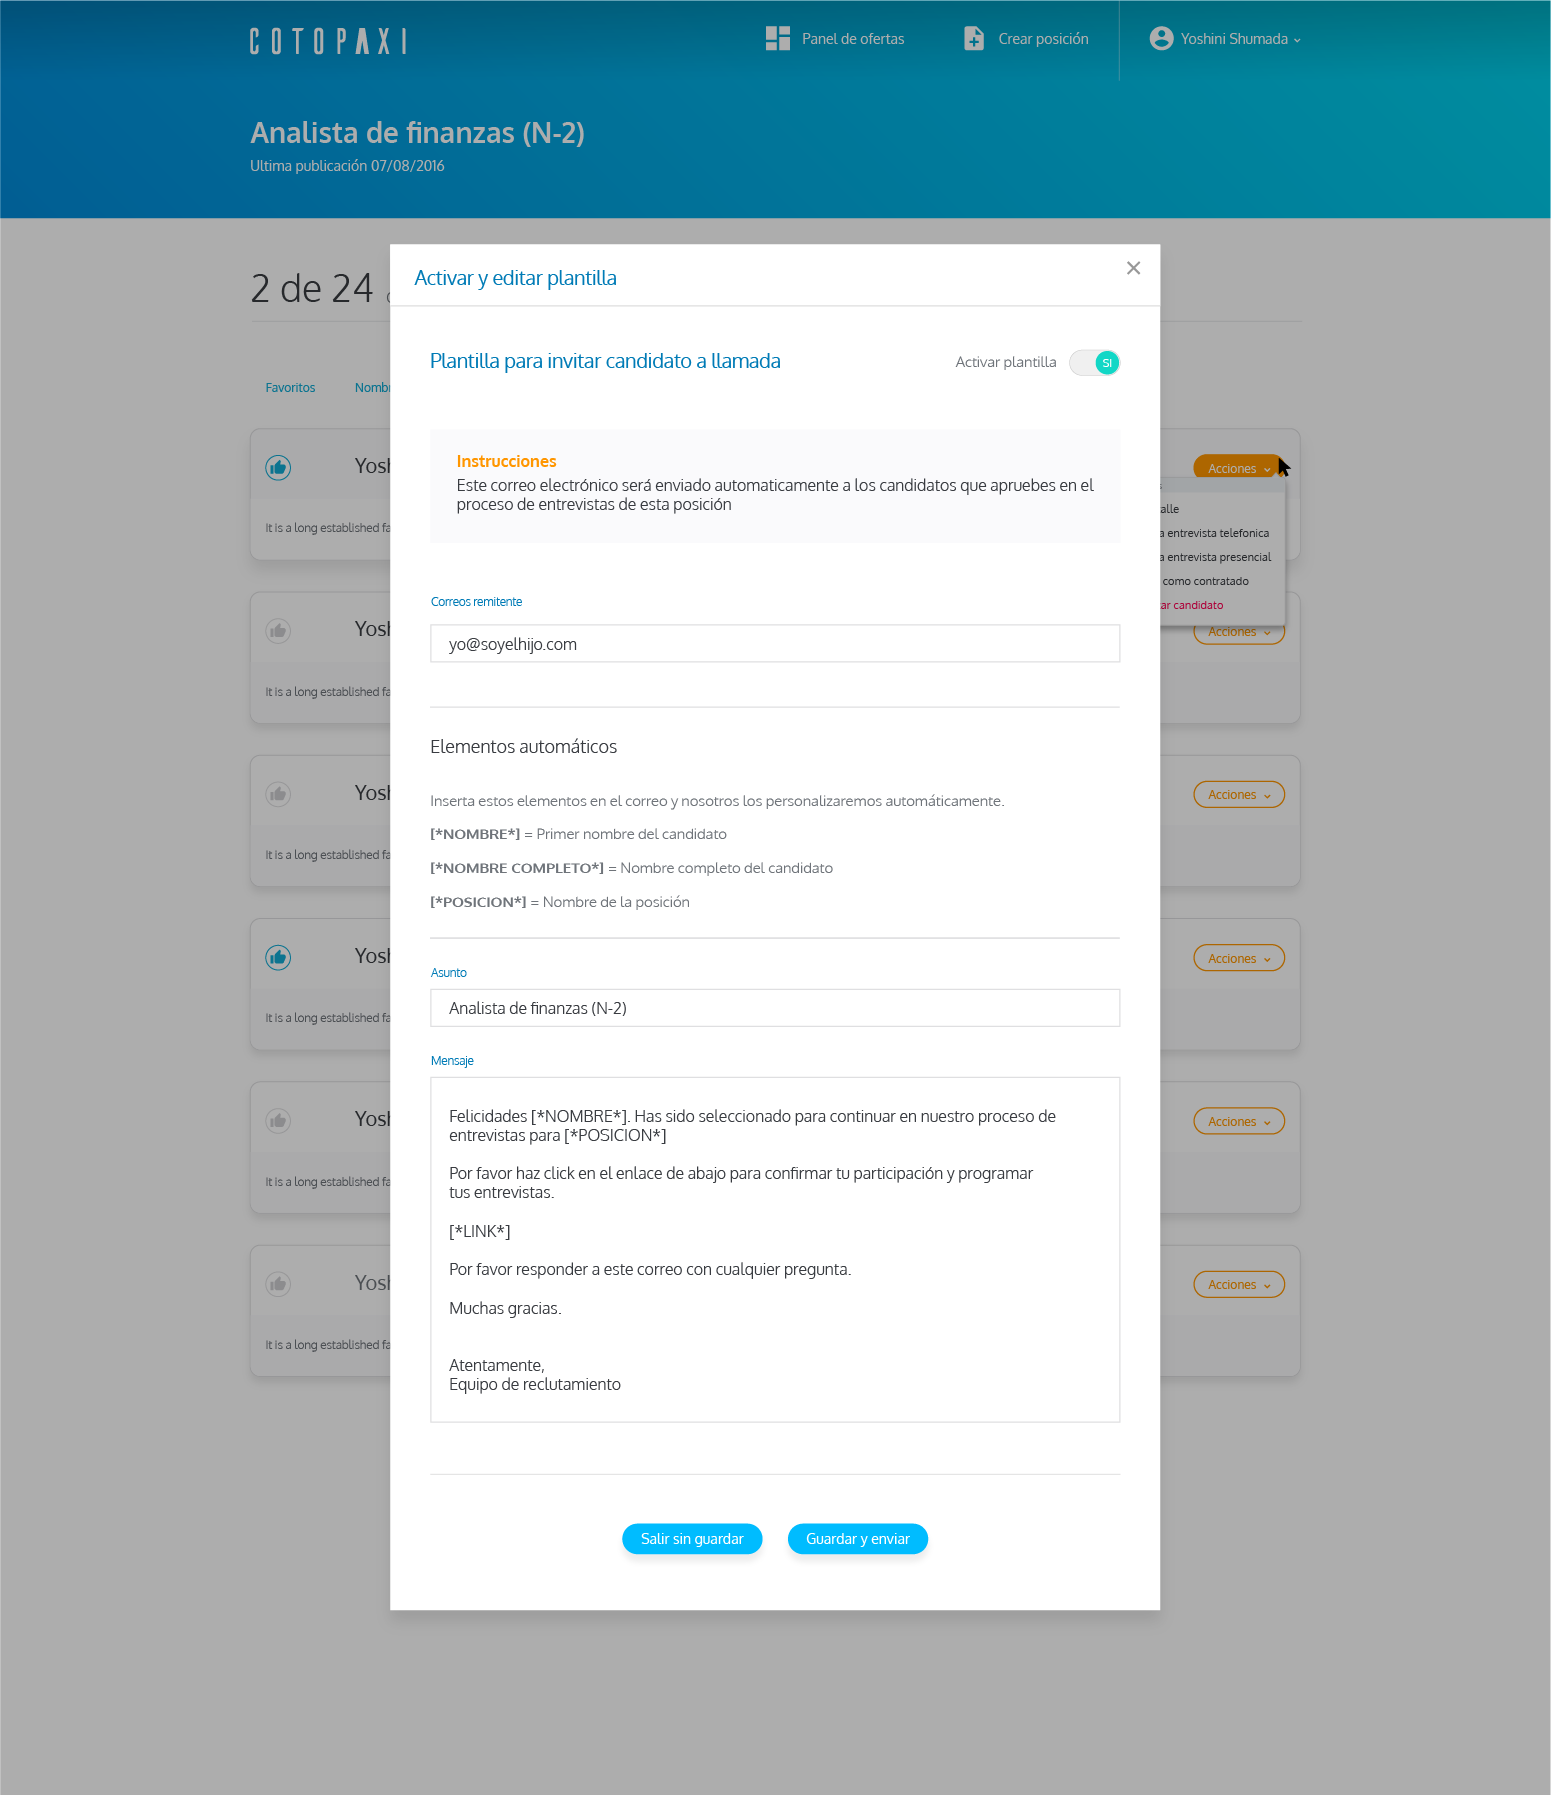 COTOPAXI
Panel de ofertas
Crear posición
Yoshini Shumada
Analista de finanzas (N-2)
Ultima publicación 07/08/2016
2 de 24
Activar y editar plantilla
Plantilla para invitar candidato a llamada
Activar plantilla
SI
Favoritos
Nomb
Instrucciones
Este correo electrónico será enviado automaticamente a los candidatos que apruebes en el
proceso de entrevistas de esta posición
Yosh
Acciones
alle
a entrevista telefonica
a entrevista presencial
como contratado
ar candidato
It is a long established fa
Correos remitente
yo@soyelhijo.com
Yosh
Acciones
It is a long established fa
Elementos automáticos
Inserta estos elementos en el correo y nosotros los personalizaremos automáticamente.
[*NOMBRE*] = Primer nombre del candidato
[*NOMBRE COMPLETO*] = Nombre completo del candidato
[*POSICION*] = Nombre de la posición
Yosh
Acciones
It is a long established fa
Asunto
Analista de finanzas (N-2)
Yosh
Acciones
It is a long established fa
Mensaje
Felicidades [*NOMBRE*]. Has sido seleccionado para continuar en nuestro proceso de
entrevistas para [*POSICION*]
Por favor haz click en el enlace de abajo para confirmar tu participación y programar
tus entrevistas.
[*LINK*]
Por favor responder a este correo con cualquier pregunta.
Muchas gracias.
Atentamente,
Equipo de reclutamiento
Yosh
Acciones
It is a long established fa
Yosh
Acciones
It is a long established fa
Salir sin guardar
Guardar y enviar